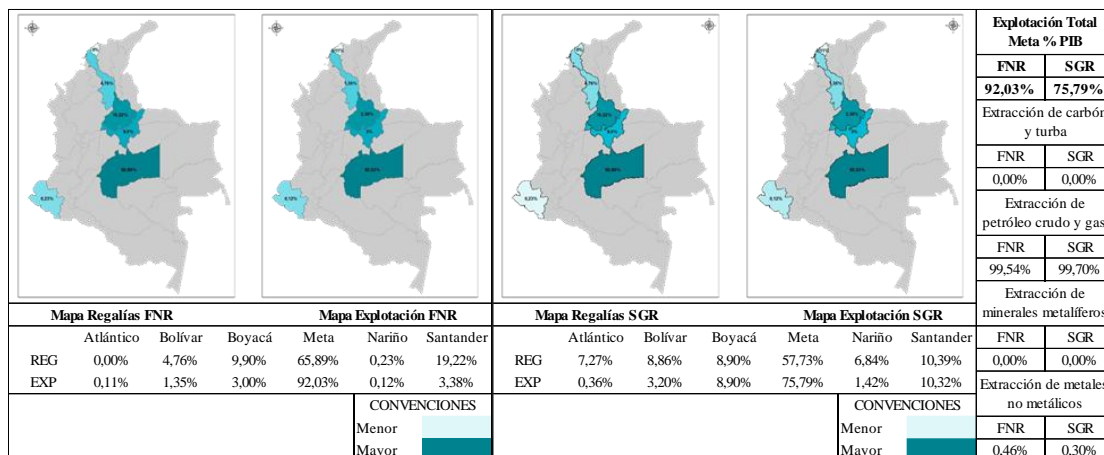 Mapa Regalías FNR Mapa Explotación FNR
Atlántico Bolívar Boyacá Meta Nariño Santander
REG 0,00% 4,76% 9,90% 65,89% 0,23% 19,22%
EXP 0,11% 1,35% 3,00% 92,03% 0,12% 3,38%
CONVENCIONES
Menor
Mayor
Mapa Regalías SGR Mapa Explotación SGR
Atlántico Bolívar Boyacá Meta Nariño Santander
REG 7,27% 8,86% 8,90% 57,73% 6,84% 10,39%
EXP 0,36% 3,20% 8,90% 75,79% 1,42% 10,32%
CONVENCIONES
Menor
Mayor
Explotación Total
Meta % PIB
FNR SGR
92,03% 75,79%
Extracción de carbón
y turba
FNR SGR
0,00% 0,00%
Extracción de
petróleo crudo y gas
FNR SGR
99,54% 99,70%
Extracción de
minerales metalíferos
FNR SGR
0,00% 0,00%
Extracción de metales
no metálicos
FNR SGR
0,46% 0,30%